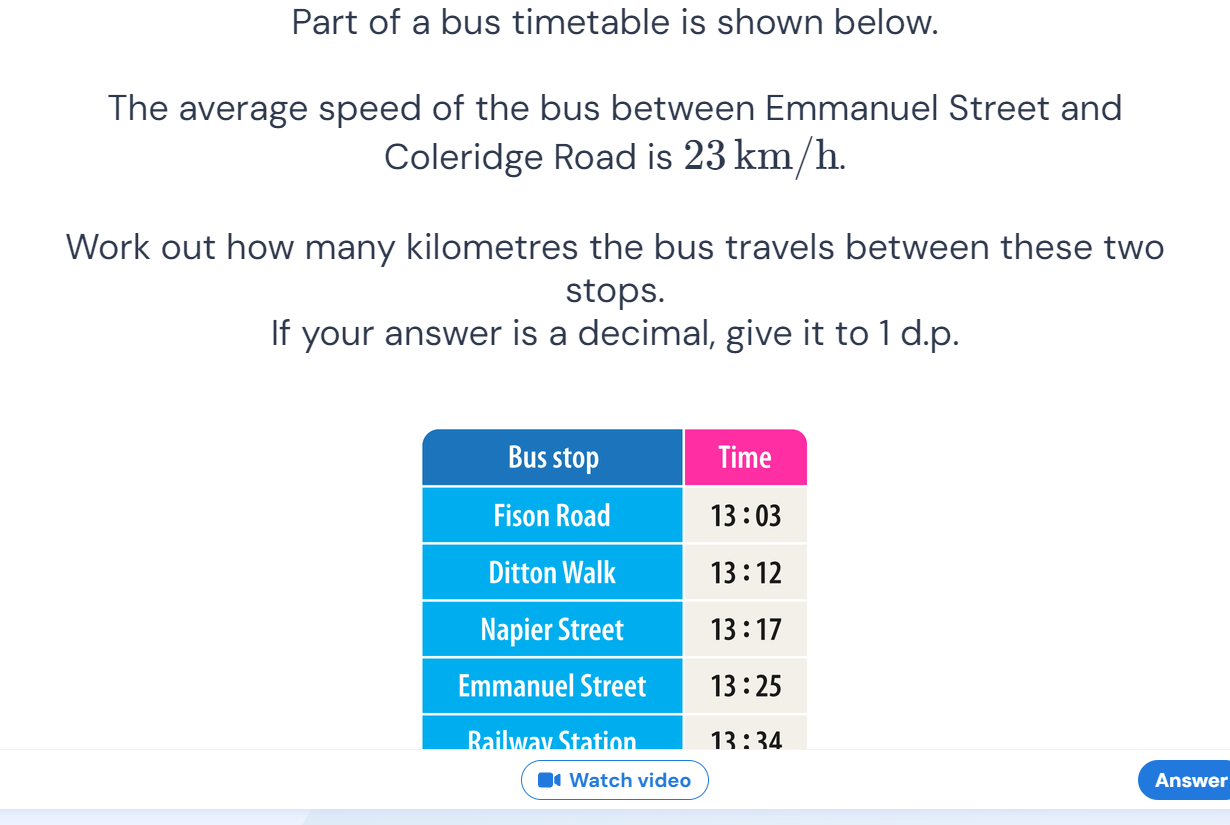 Part of a bus timetable is shown below.
The average speed of the bus between Emmanuel Street and
Coleridge Road is 23 km/h.
Work out how many kilometres the bus travels between these two
stops.
If your answer is a decimal, give it to 1 d.p.
Bus stop Time
Fison Road 13 : 03
Ditton Walk 13 : 12
Napier Street 13 : 17
Emmanuel Street 13 : 25
Railway Station 13 : 34
Watch video
Answer